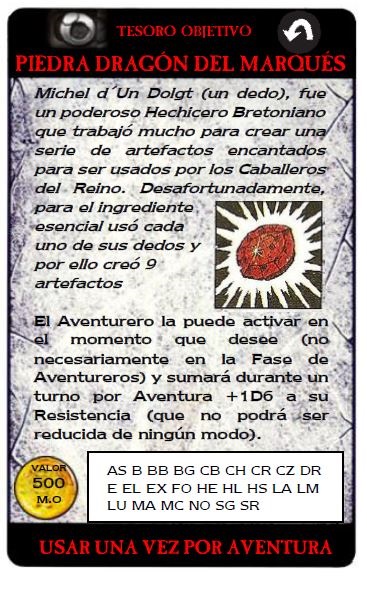 TESORO OBJETIVO
PIEDRA DRAGÓN DEL MARQUÉS
Michel d´Un Dolgt (un dedo), fue
un poderoso Hechicero Bretoniano
que trabajó mucho para crear una
serie de artefactos encantados
para ser usados por los Caballeros
del Reino. Desafortunadamente,
para el ingrediente
esencial usó cada
uno de sus dedos y
por ello creó 9
artefactos
El Aventurero la puede activar en
el momento que desee (no
necesariamente en la Fase de
Aventureros) y sumará durante un
turno por Aventura +1D6 a su
Resistencia (que no podrá ser
reducida de ningún modo).
VALOR
500
M.O
AS B BB BG CB CH CR CZ DR
E EL EX FO HE HL HS LA LM
LU MA MC NO SG SR
USAR UNA VEZ POR AVENTURA